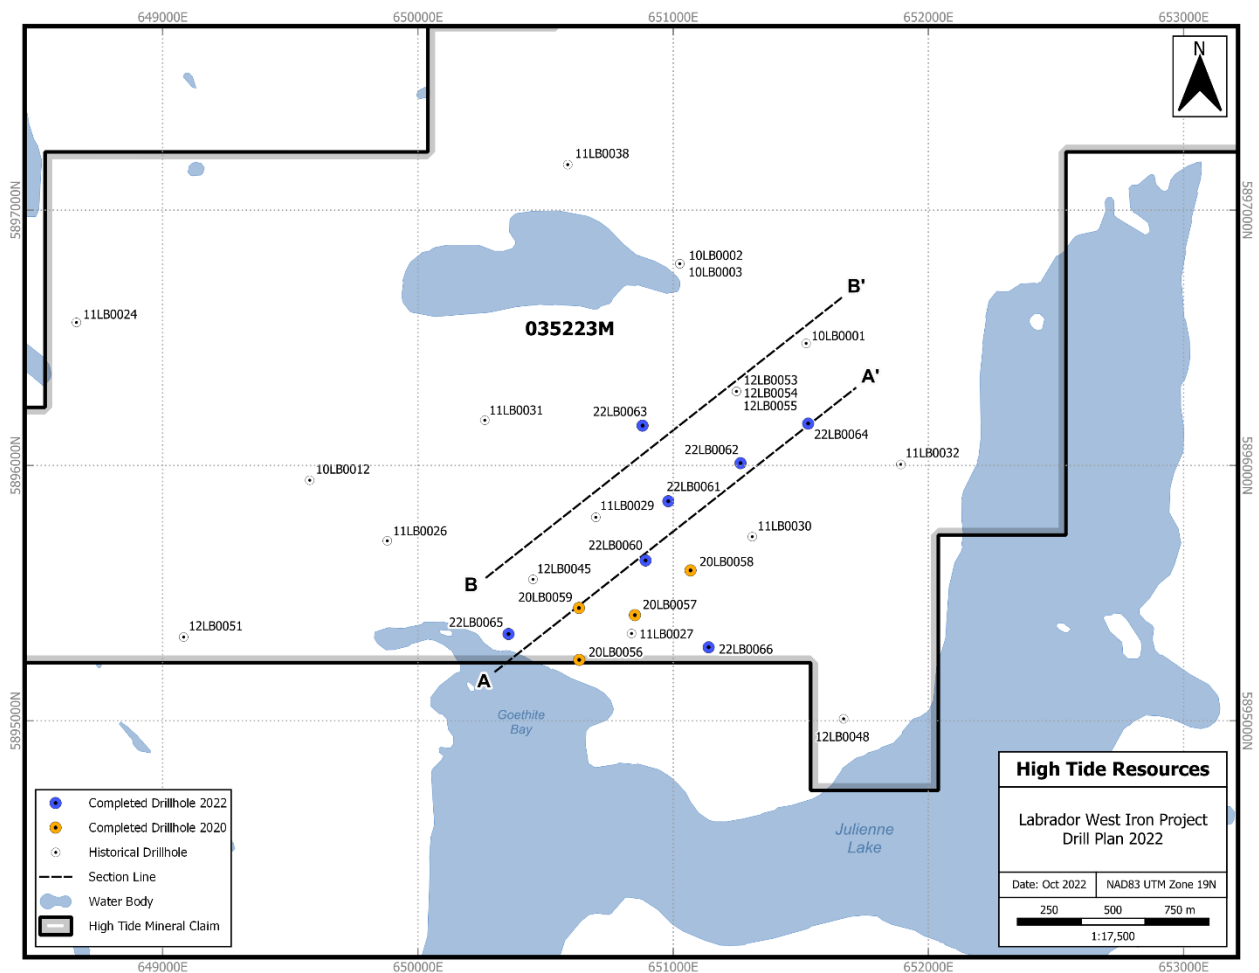 649000E
650000E
651000E
652000E
653000E
N
11LB0038
5897000N
5897000N
10LB0002
10LB0003
B'
11LB0024
035223M
10LB0001
A'
12LB0053
12LB0054
12LB0055
22LB0063
11LB0031
22LB0064
22LB0062
11LB0032
5896000N
5896000N
10LB0012
22LB0061
11LB0029
11LB0030
11LB0026
22LB0060
20LB0058
B
12LB0045
20LB0059
20LB0057
12LB0051
22LB0065
11LB0027
22LB0066
20LB0056
A
Goethite
Bay
5895000N
5895000N
12LB0048
High Tide Resources
Labrador West Iron Project
Drill Plan 2022
Date: Oct 2022
NAD83 UTM Zone 19N
250
500
750 m
1:17,500
Julienne
Lake
Completed Drillhole 2022
Completed Drillhole 2020
Historical Drillhole
Section Line
Water Body
High Tide Mineral Claim
649000E
650000E
651000E
652000E
653000E